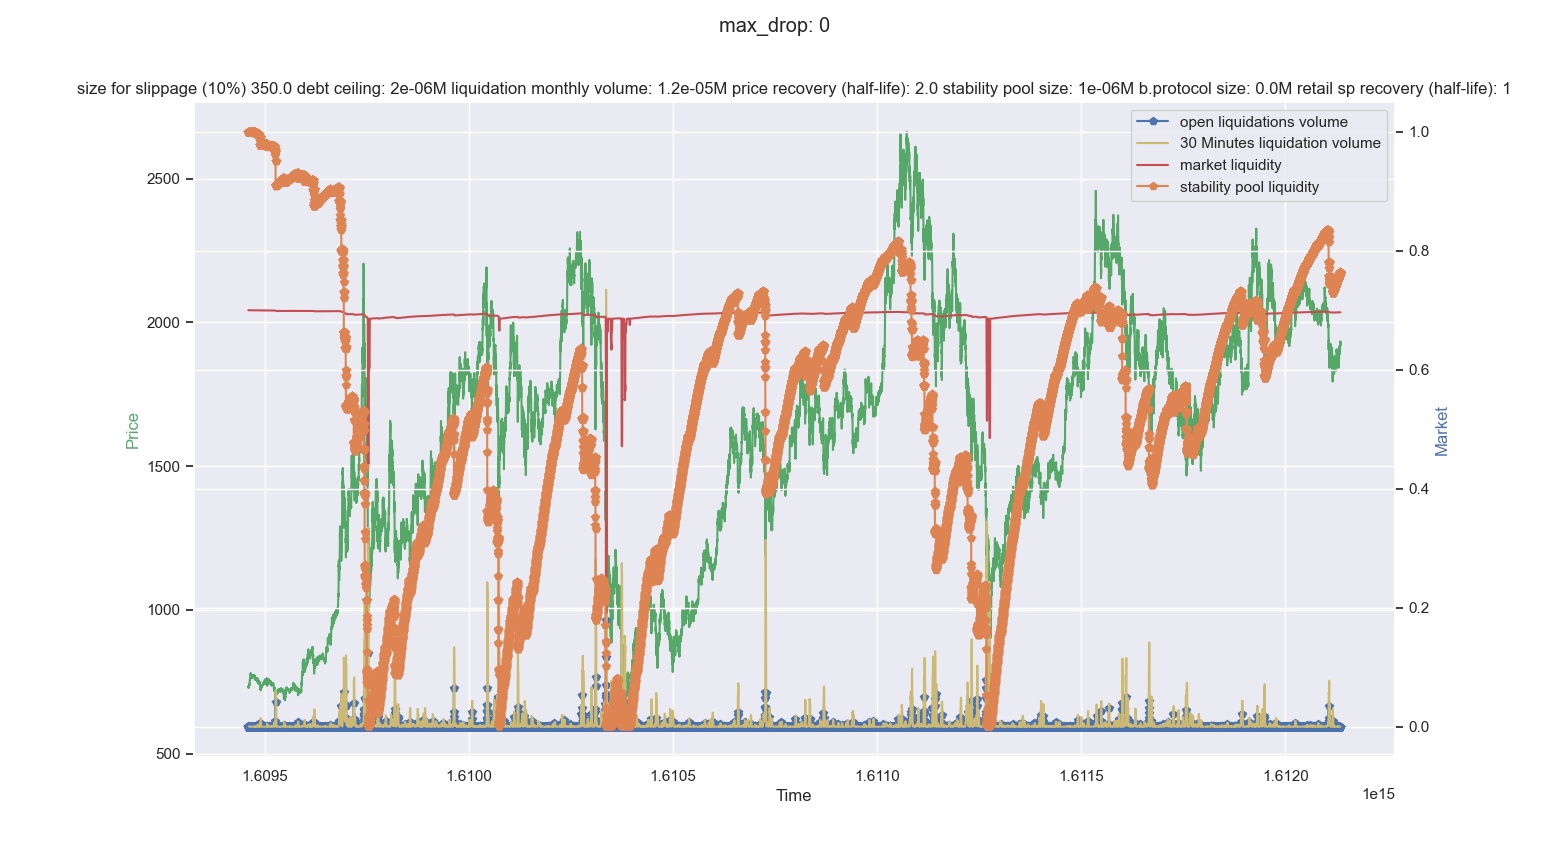 max_drop: 0
size for slippage (10%) 350.0 debt ceiling: 2e-06M liquidation monthly volume: 1.2e-05M price recovery (half-life): 2.0 stability pool size: 1e-06M b.protocol size: 0.0M retail sp recovery (half-life): 1
open liquidations volume
30 Minutes liquidation volume
market liquidity
stability pool liquidity
2500
2000
1500
1000
500
Price
1.0
0.8
0.6
0.4
0.2
0.0
Market
1.6095
1.6100
1.6105
1.6110
1.6115
1.6120
Time
1e15